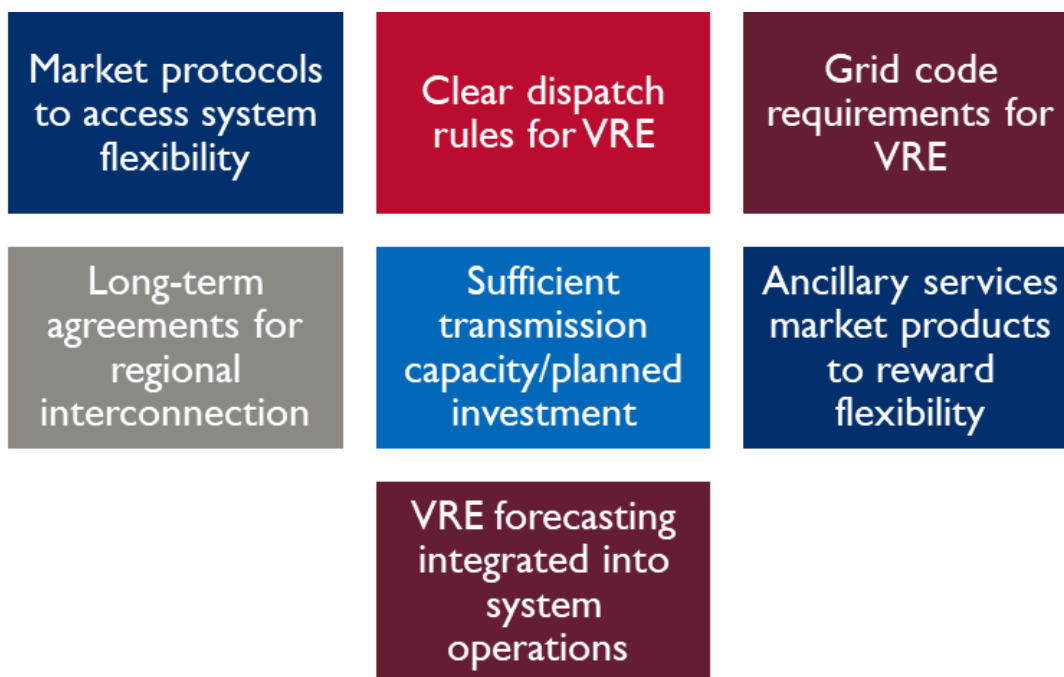 Market protocols
to access system
flexibility
Clear dispatch
rules for VRE
Grid code
requirements for
VRE
Long-term
agreements for
regional
interconnection
Sufficient
transmission
capacity/planned
investment
Ancillary services
market products
to reward
flexibility
VRE forecasting
integrated into
system
operations